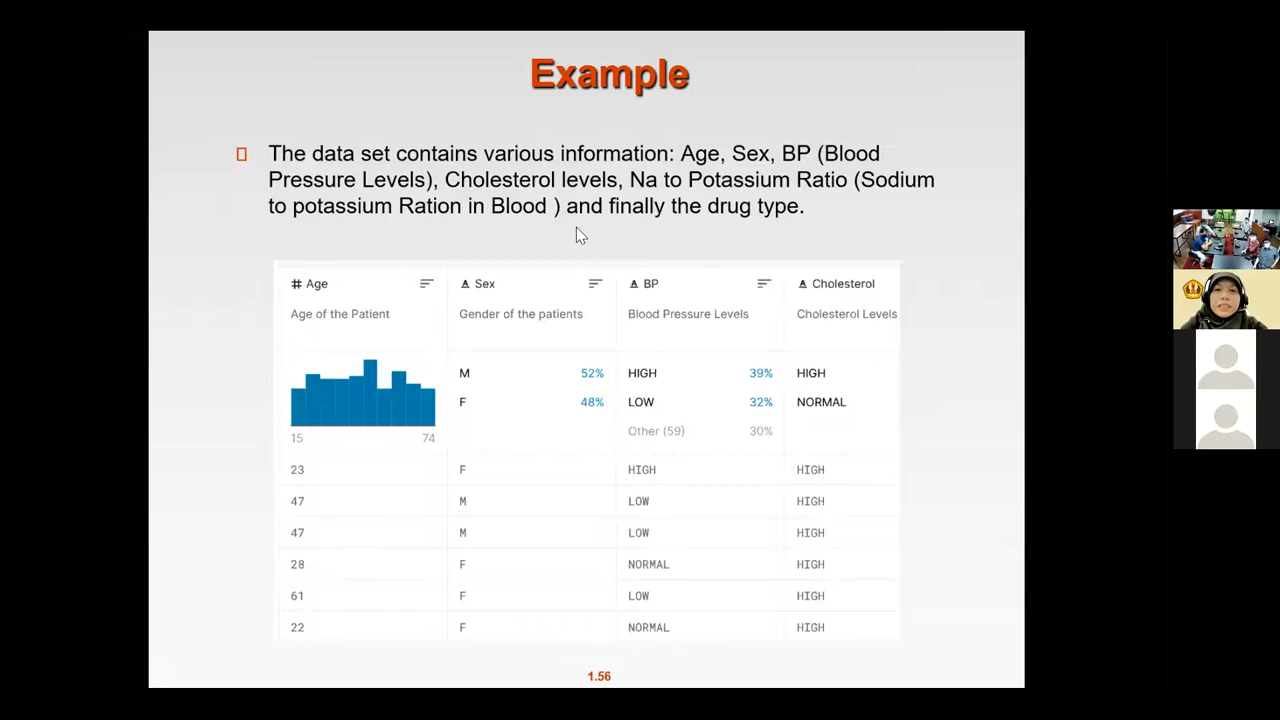 Example
The data set contains various information: Age, Sex, BP (Blood
Pressure Levels), Cholesterol levels, Na to Potassium Ratio (Sodium
to potassium Ration in Blood ) and finally the drug type.
# Age A Sex A BP A Cholesterol
Age of the Patient Gender of the patients Blood Pressure Levels Cholesterol Levels
M 52% HIGH 39% HIGH
F 48% LOW 32% NORMAL
15 74 Other (59) 30%
23 F HIGH HIGH
47 M LOW HIGH
47 M LOW HIGH
28 F NORMAL HIGH
61 F LOW HIGH
22 F NORMAL HIGH
1.56